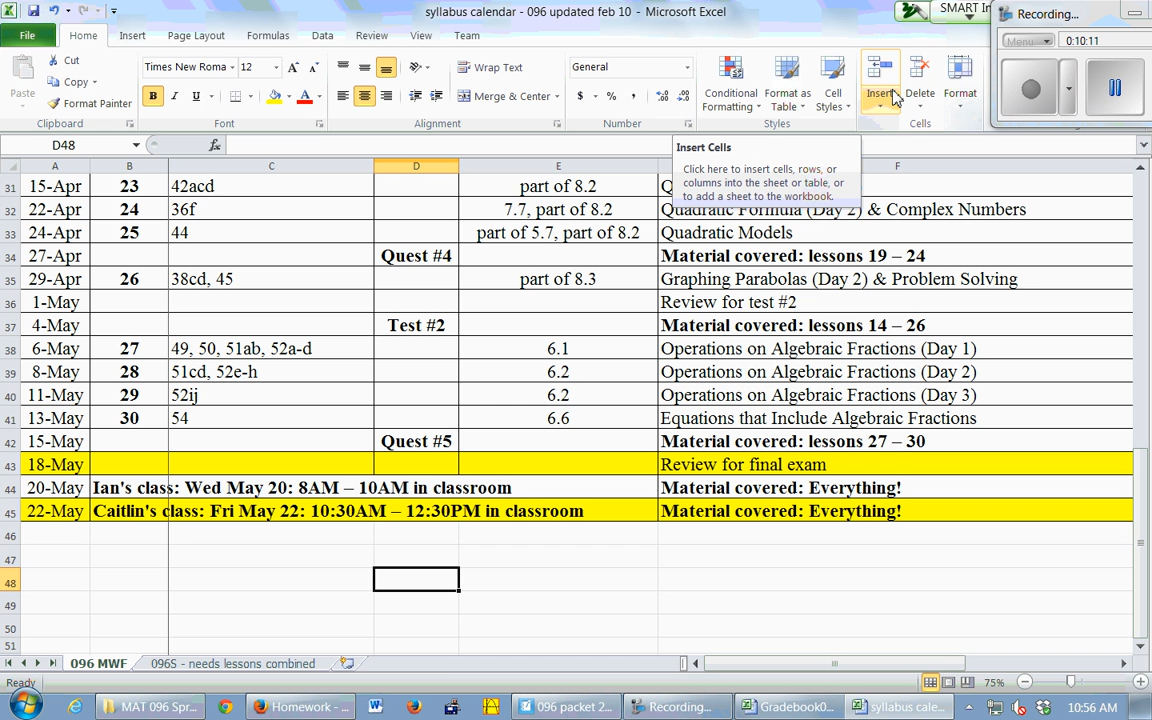 syllabus calendar - 096 updated feb 10 - Microsoft Excel
SMART In
Recording...
File Home Insert Page Layout Formulas Data Review View Team
Menu 0:10:11
Paste
Cut
Copy
Format Painter
Times New Roma 12
B I U
Wrap Text
Merge & Center
General
$ % ,
Conditional Formatting
Format as Table
Cell Styles
Insert
Delete
Format
Clipboard Font Alignment Number Styles Cells
D48 fx
Insert Cells
Click here to insert cells, rows, or
columns into the sheet or table, or
to add a sheet to the workbook.
A B C D E F
31 15-Apr 23 42acd part of 8.2 Q
32 22-Apr 24 36f 7.7, part of 8.2 Quadratic Formula (Day 2) & Complex Numbers
33 24-Apr 25 44 part of 5.7, part of 8.2 Quadratic Models
34 27-Apr Quest #4 Material covered: lessons 19 – 24
35 29-Apr 26 38cd, 45 part of 8.3 Graphing Parabolas (Day 2) & Problem Solving
36 1-May Review for test #2
37 4-May Test #2 Material covered: lessons 14 – 26
38 6-May 27 49, 50, 51ab, 52a-d 6.1 Operations on Algebraic Fractions (Day 1)
39 8-May 28 51cd, 52e-h 6.2 Operations on Algebraic Fractions (Day 2)
40 11-May 29 52ij 6.2 Operations on Algebraic Fractions (Day 3)
41 13-May 30 54 6.6 Equations that Include Algebraic Fractions
42 15-May Quest #5 Material covered: lessons 27 – 30
43 18-May Review for final exam
44 20-May Ian's class: Wed May 20: 8AM – 10AM in classroom Material covered: Everything!
45 22-May Caitlin's class: Fri May 22: 10:30AM – 12:30PM in classroom Material covered: Everything!
46
47
48
49
50
51
096 MWF 096S - needs lessons combined
Ready 75%
MAT 096 Spr... Homework - ... 096 packet 2... Recording... Gradebook0... syllabus cale... 10:56 AM